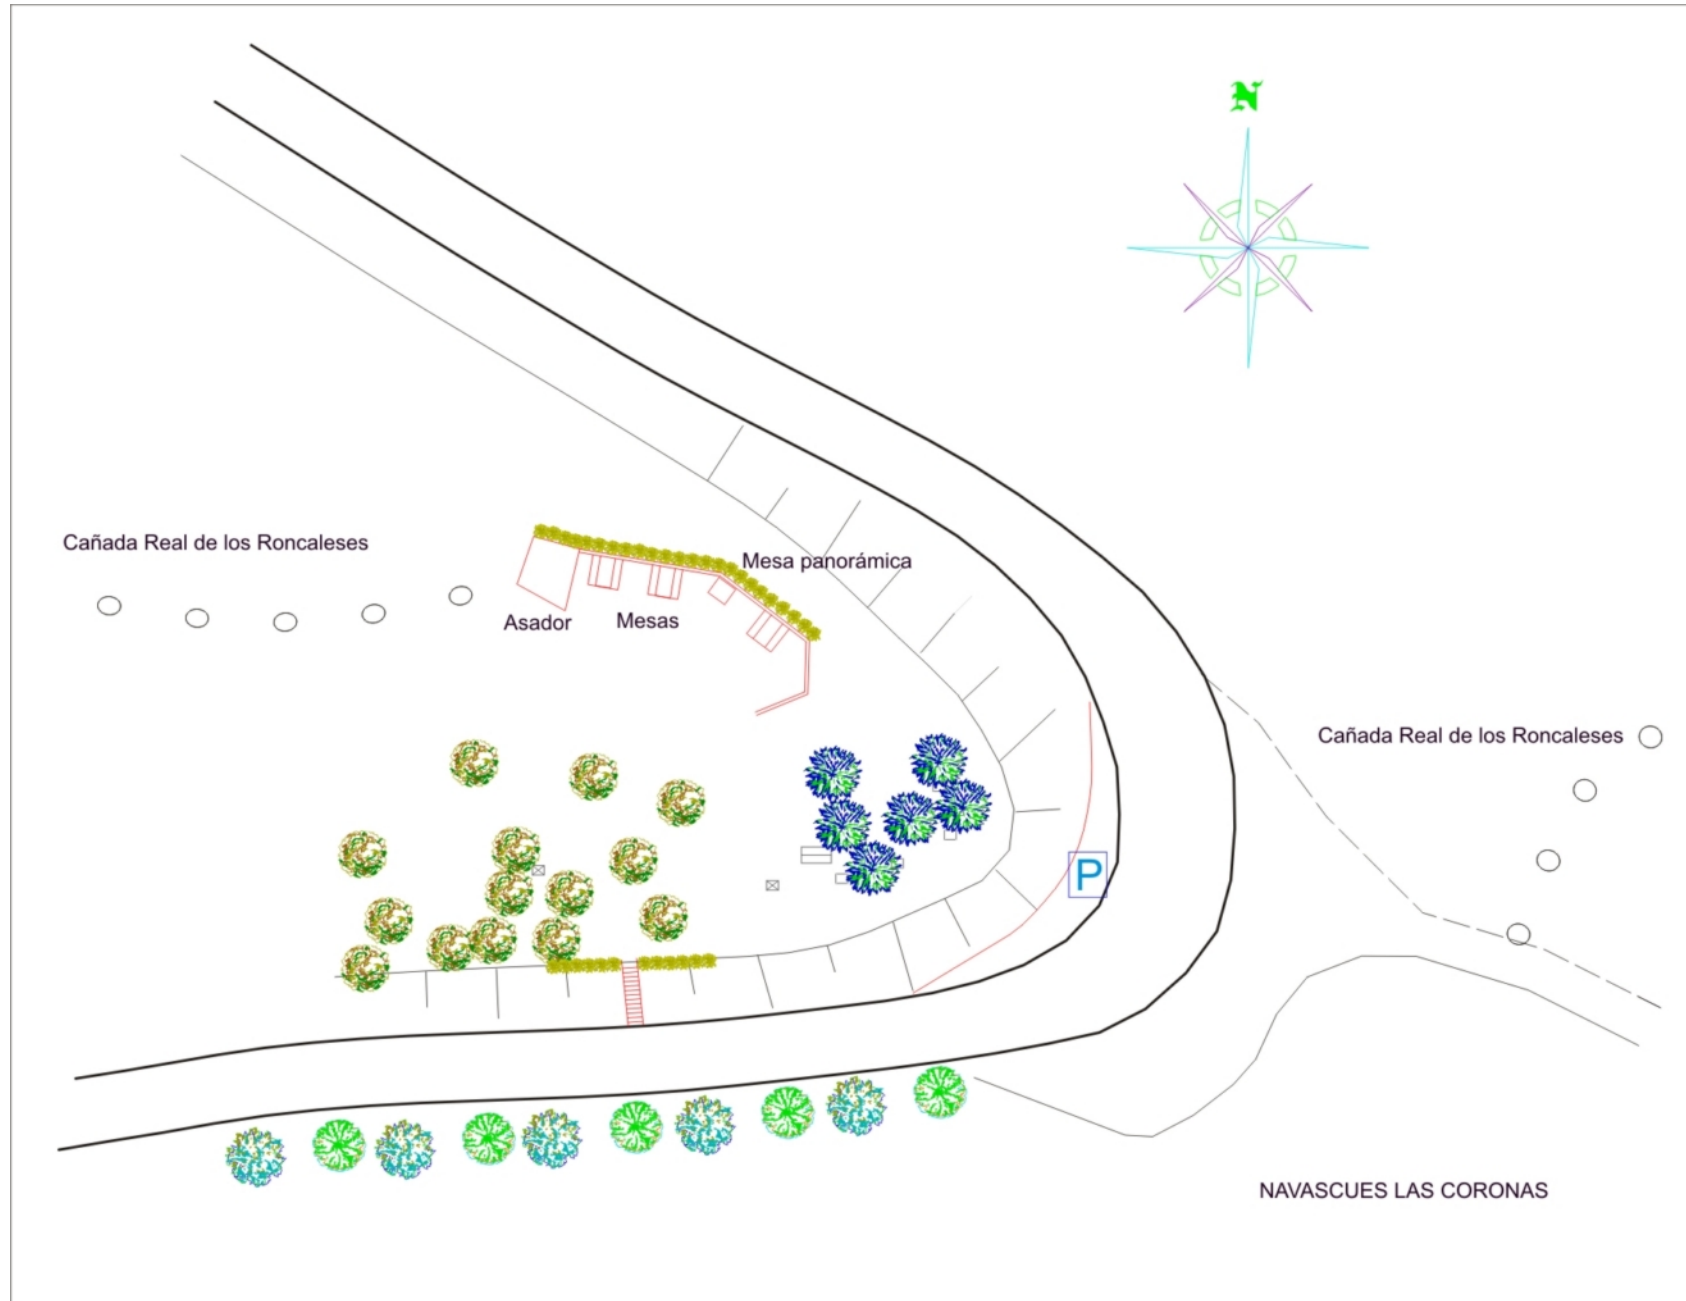 N
Cañada Real de los Roncaleses
Mesa panorámica
Asador
Mesas
Cañada Real de los Roncaleses
P
NAVASCUES LAS CORONAS